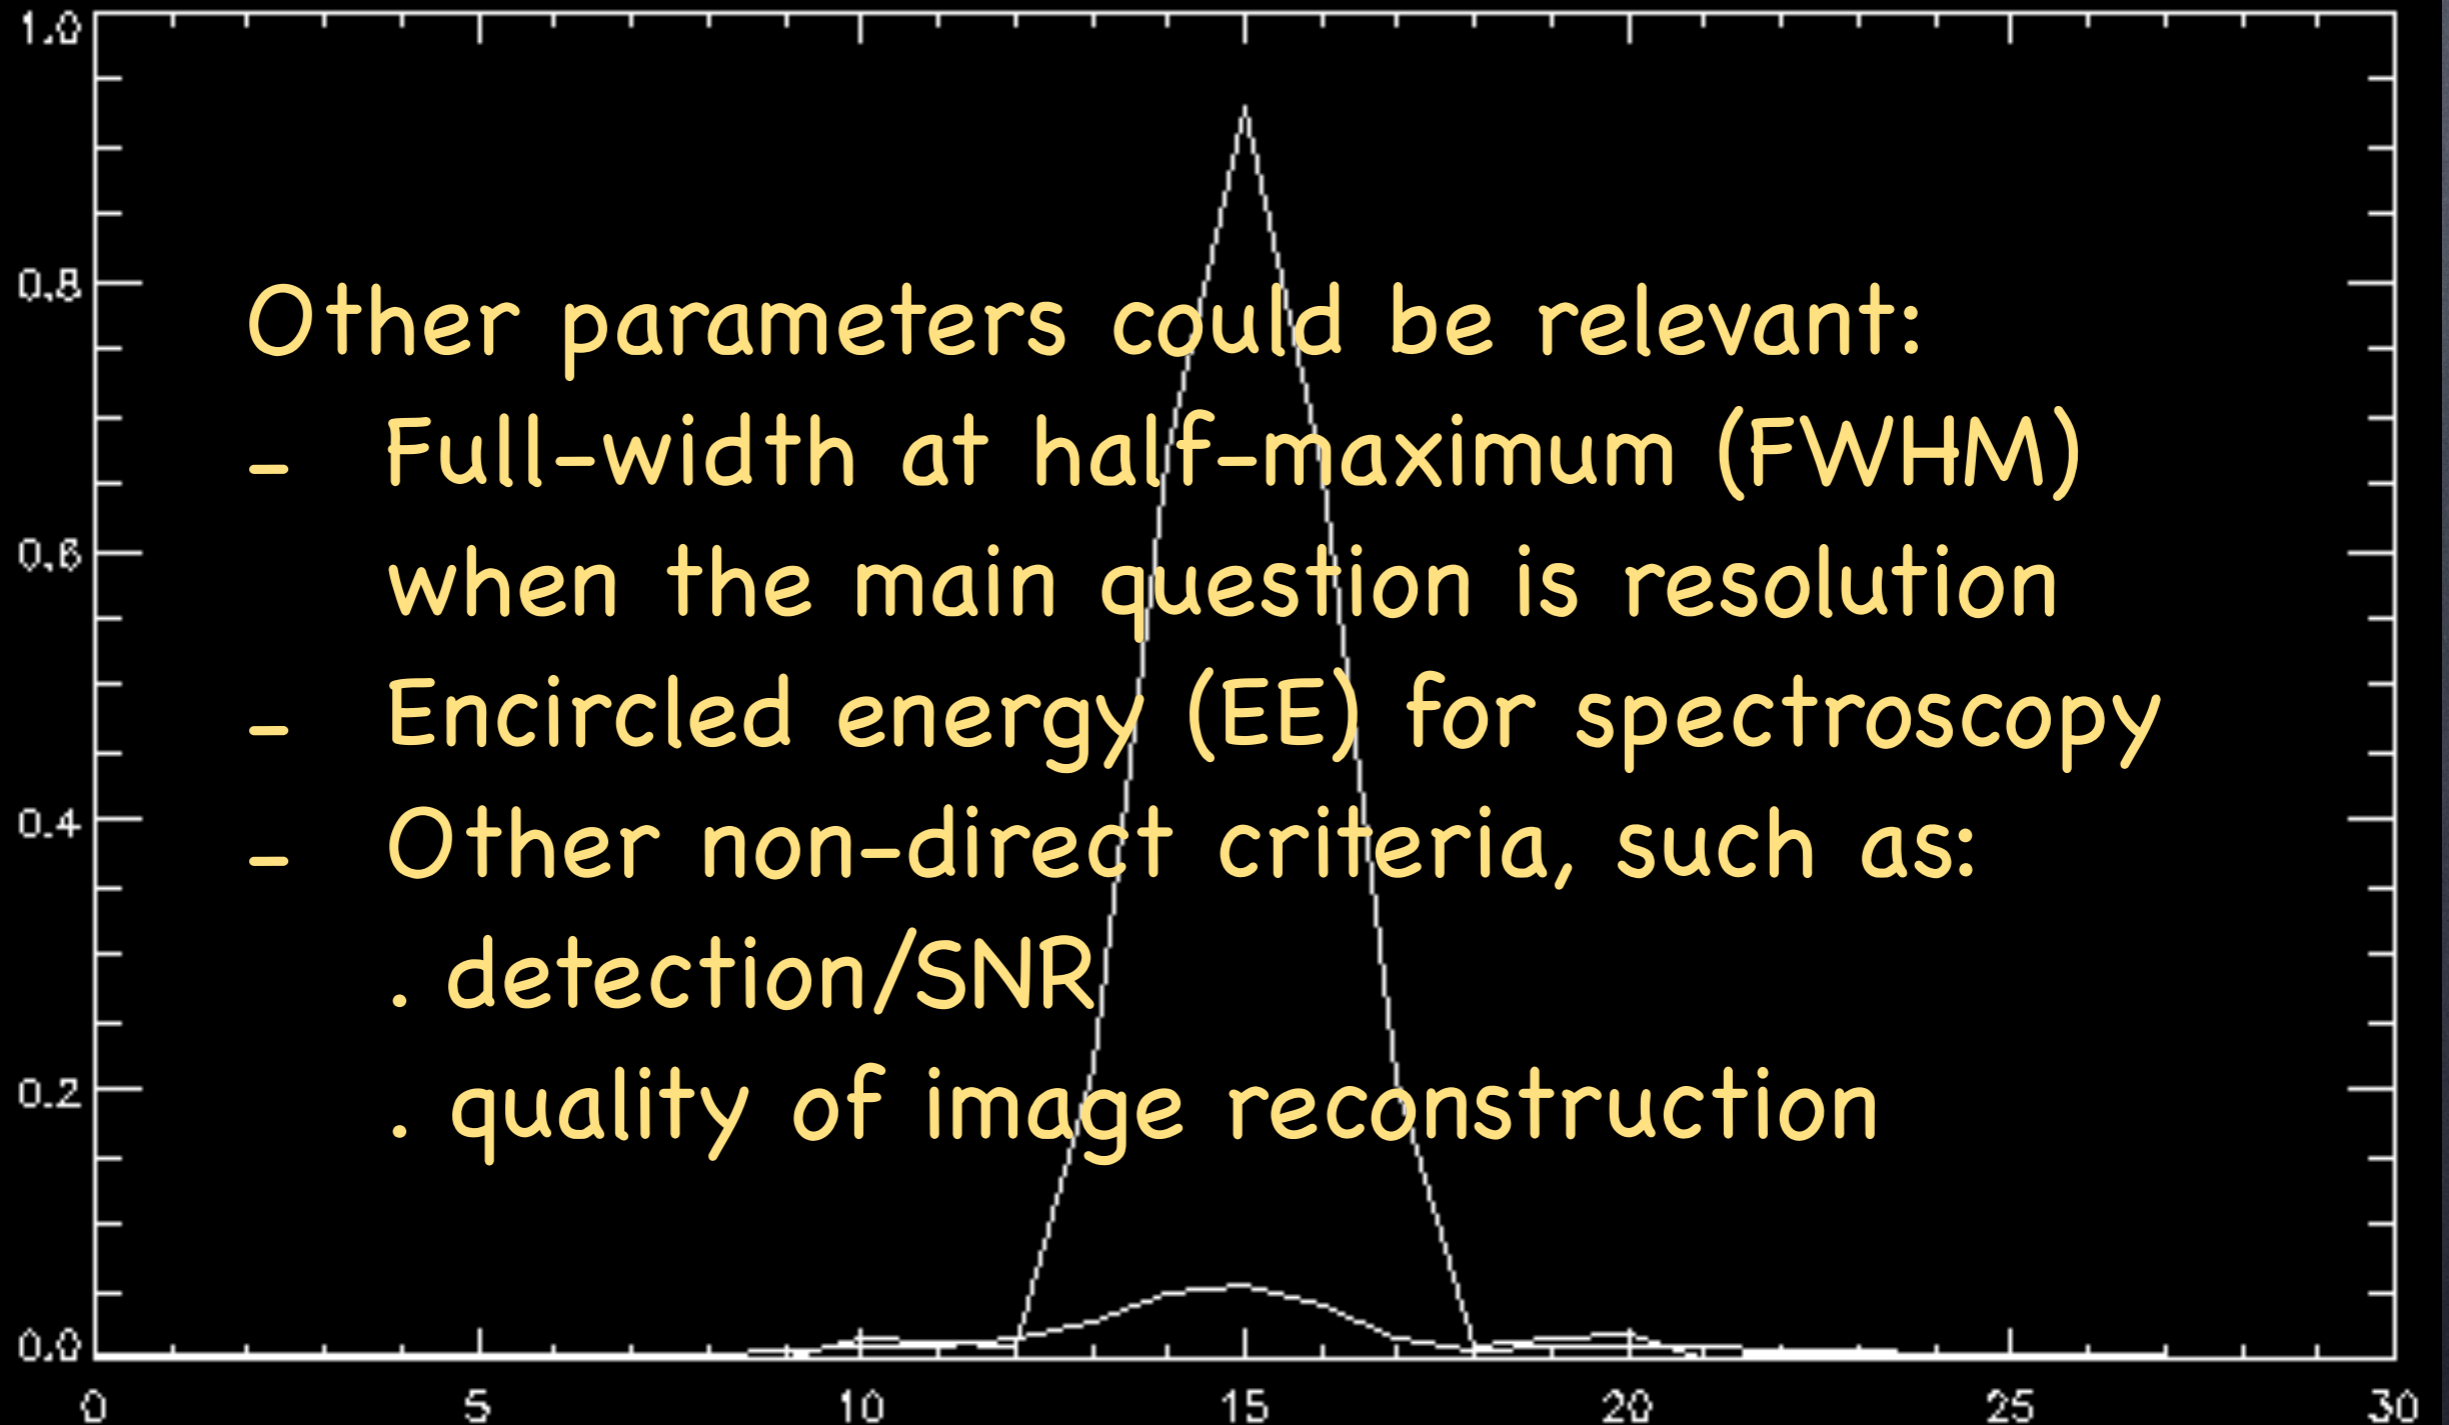 1.0
0.8
0.6
0.4
0.2
0.0
Other parameters could be relevant:
- Full-width at half-maximum (FWHM)
when the main question is resolution
- Encircled energy (EE) for spectroscopy
- Other non-direct criteria, such as:
. detection/SNR
. quality of image reconstruction
0 5 10 15 20 25 30